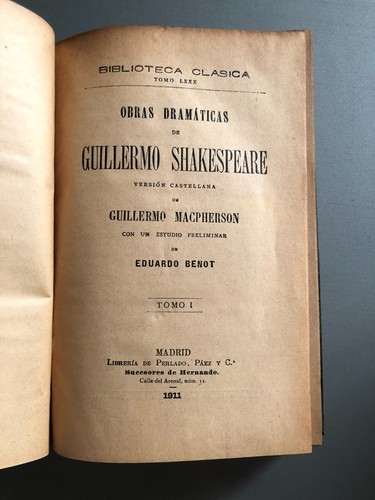 BIBLIOTECA CLASICA
TOMO LXXX
OBRAS DRAMÁTICAS
DE
GUILLERMO SHAKESPEARE
VERSIÓN CASTELLANA
DE
GUILLERMO MACPHERSON
CON UN ESTUDIO PRELIMINAR
DE
EDUARDO BENOT
TOMO I
MADRID
LIBRERÍA DE PERLADO, PÁEZ Y C.ª
Sucesores de Hernando.
Calle del Arenal, núm. 11.
1911